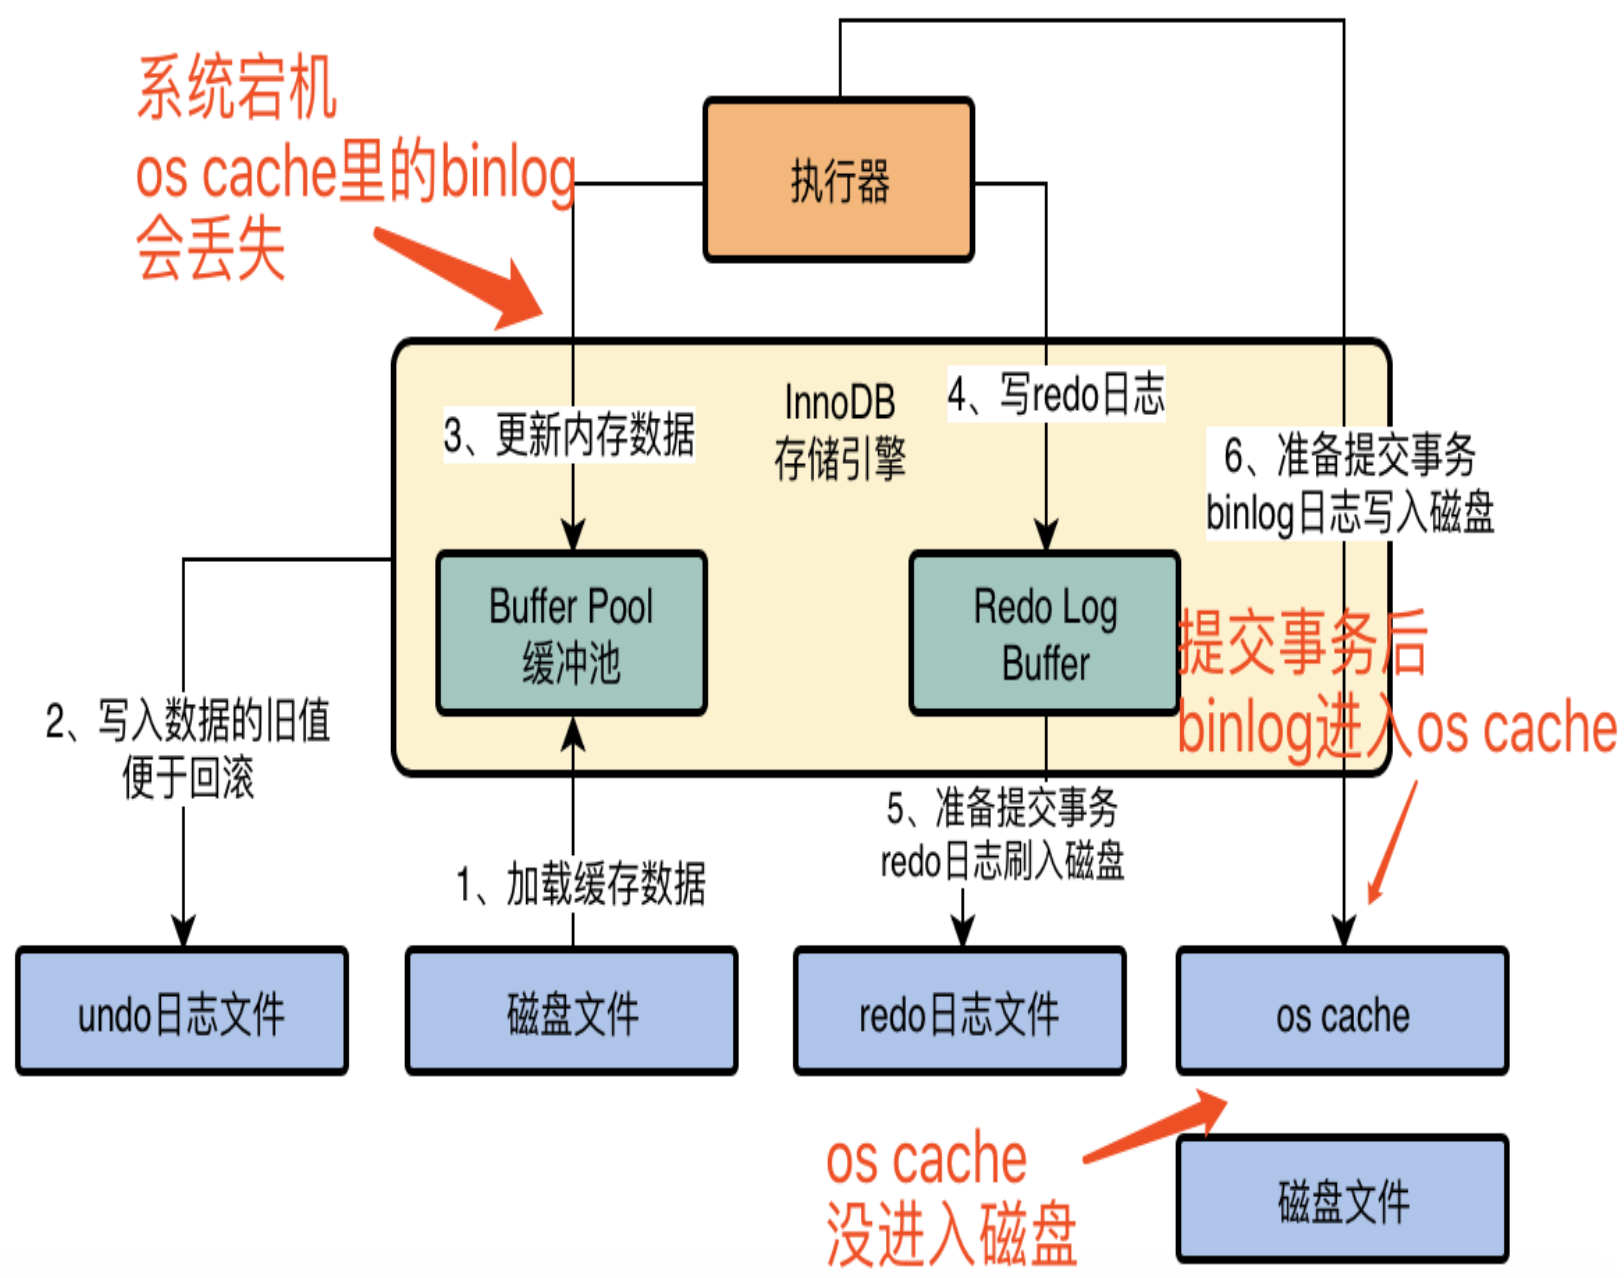 系统宕机
os cache里的binlog
会丢失
执行器
InnoDB
存储引擎
3、更新内存数据
4、写redo日志
6、准备提交事务
binlog日志写入磁盘
Buffer Pool
缓冲池
Redo Log
Buffer
提交事务后
binlog进入os cache
2、写入数据的旧值
便于回滚
1、加载缓存数据
5、准备提交事务
redo日志刷入磁盘
undo日志文件
磁盘文件
redo日志文件
os cache
os cache
没进入磁盘
磁盘文件